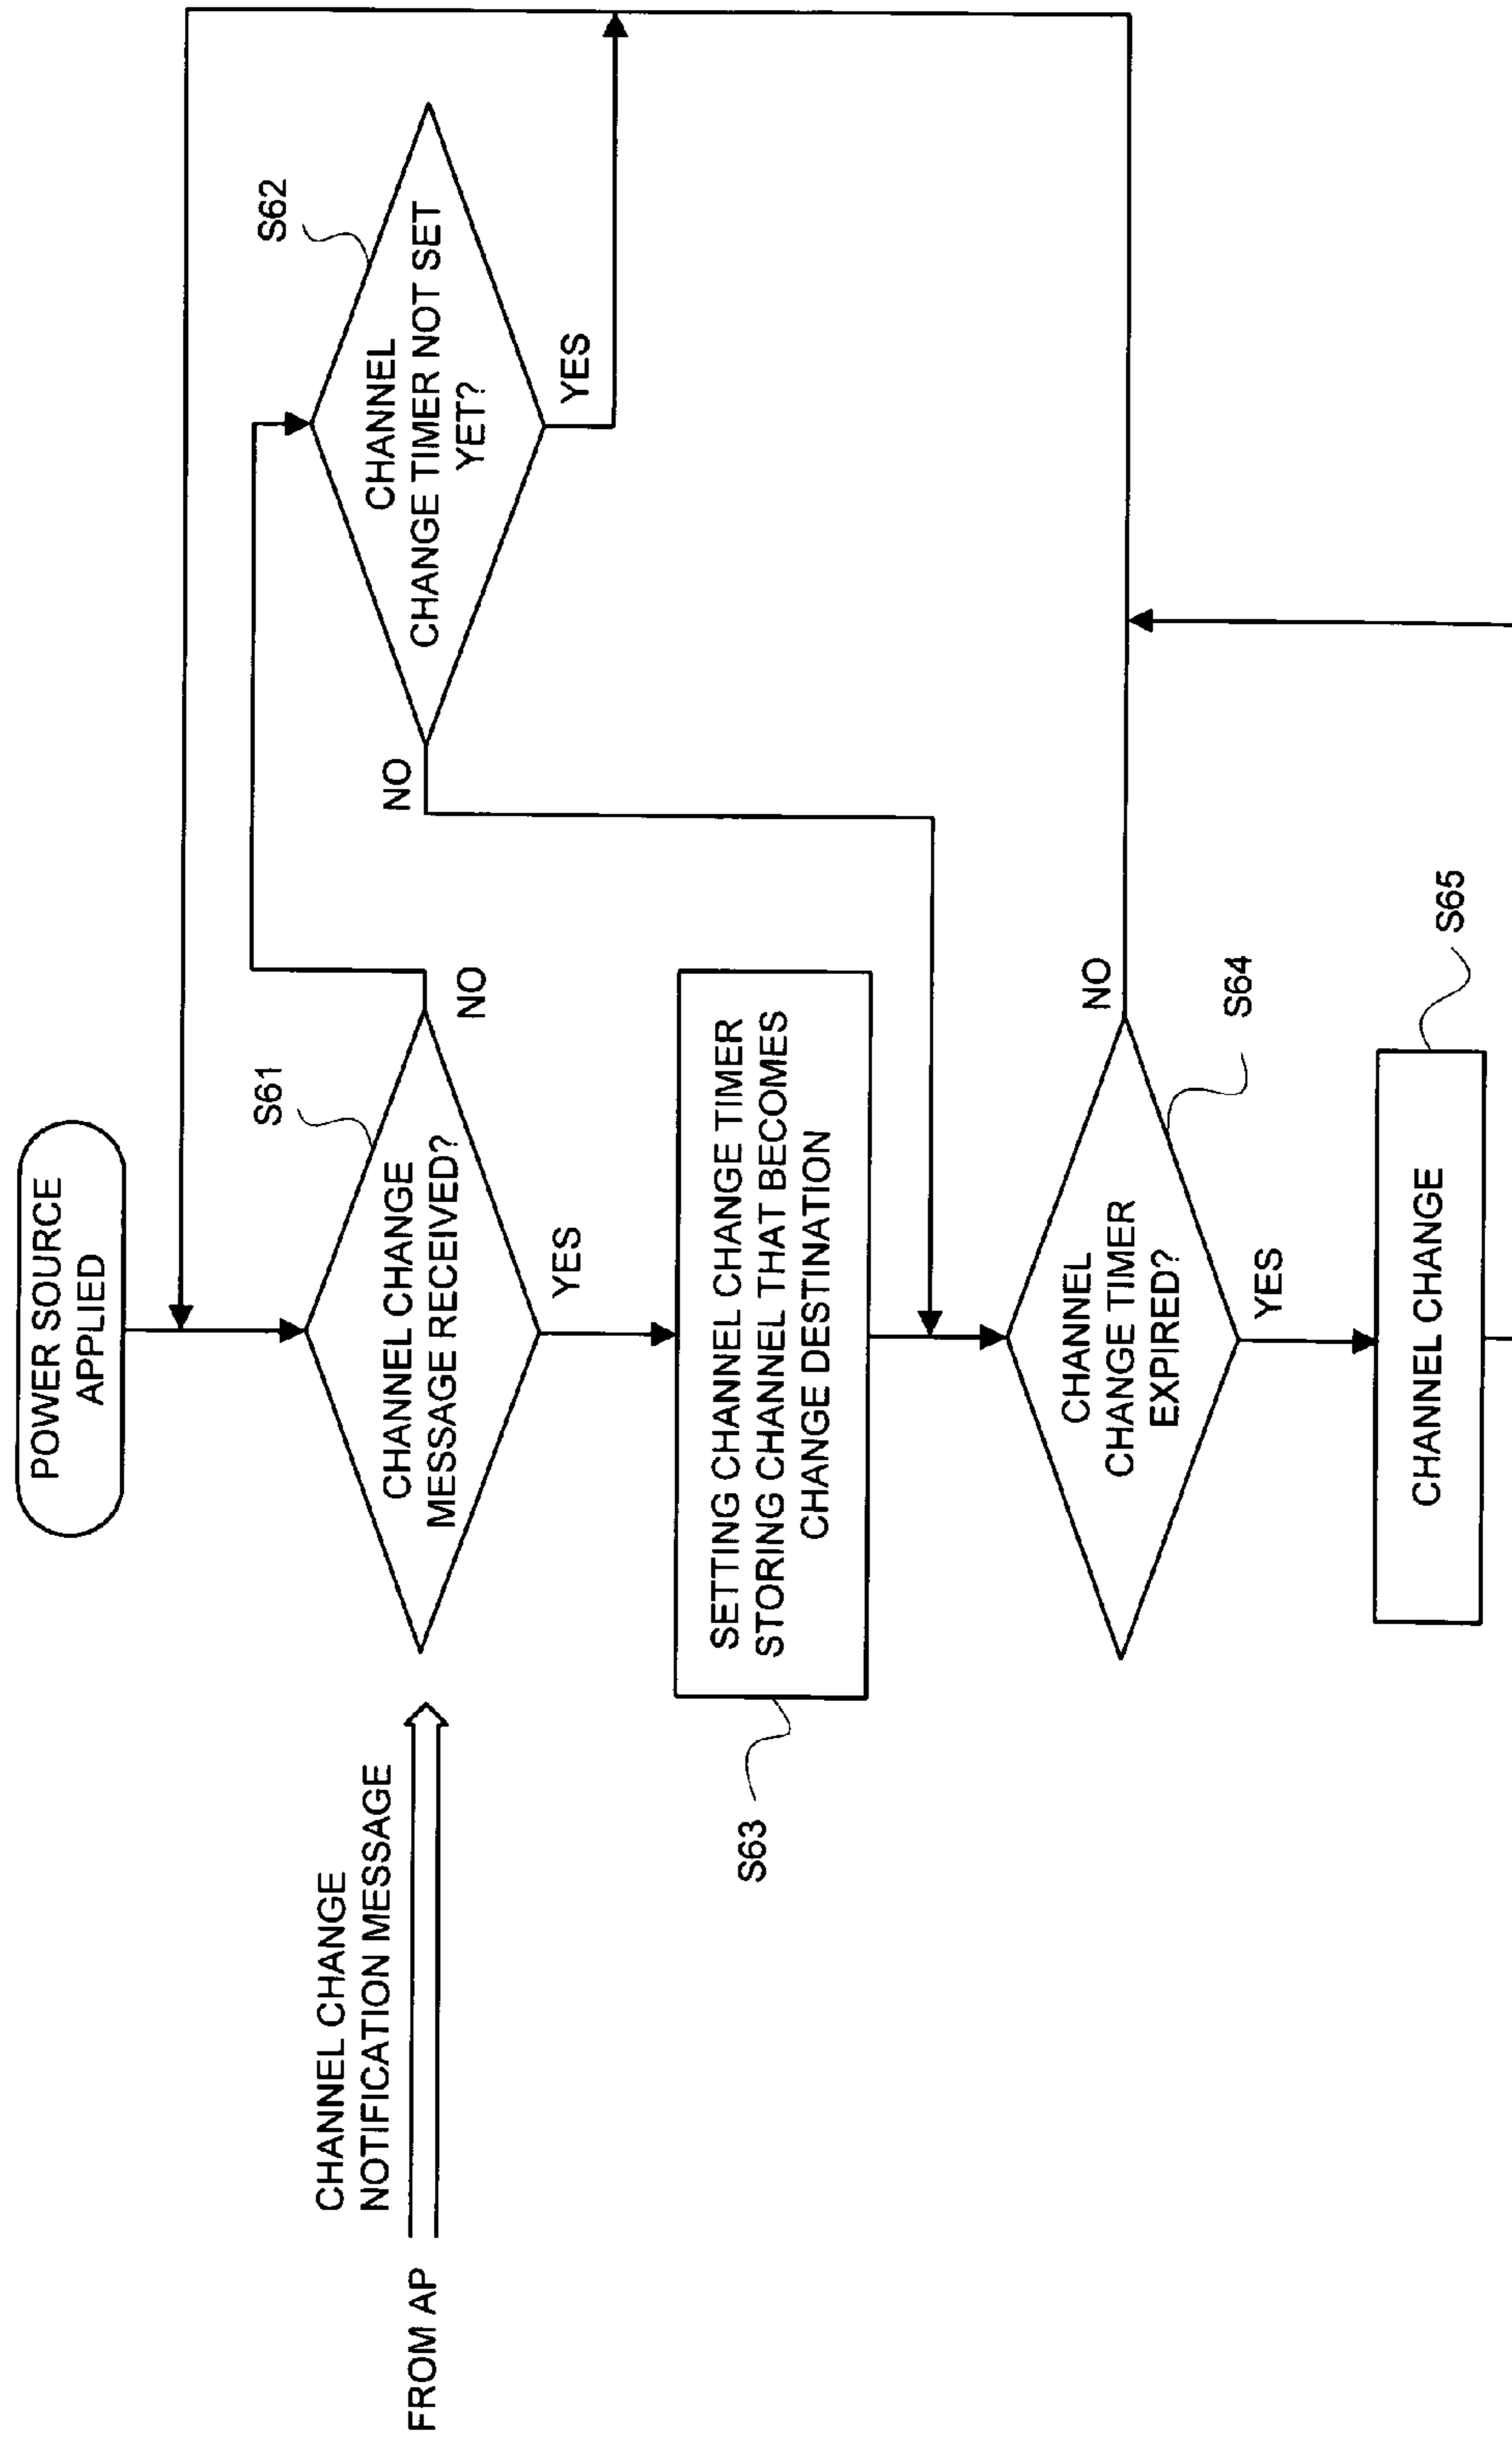 POWER SOURCE
APPLIED
S61
CHANNEL CHANGE
MESSAGE RECEIVED?
NO
YES
S62
CHANNEL
CHANGE TIMER NOT SET
YET?
NO
YES
CHANNEL CHANGE
NOTIFICATION MESSAGE
FROM AP
S63
SETTING CHANNEL CHANGE TIMER
STORING CHANNEL THAT BECOMES
CHANGE DESTINATION
CHANNEL
CHANGE TIMER
EXPIRED?
NO
S64
YES
S65
CHANNEL CHANGE